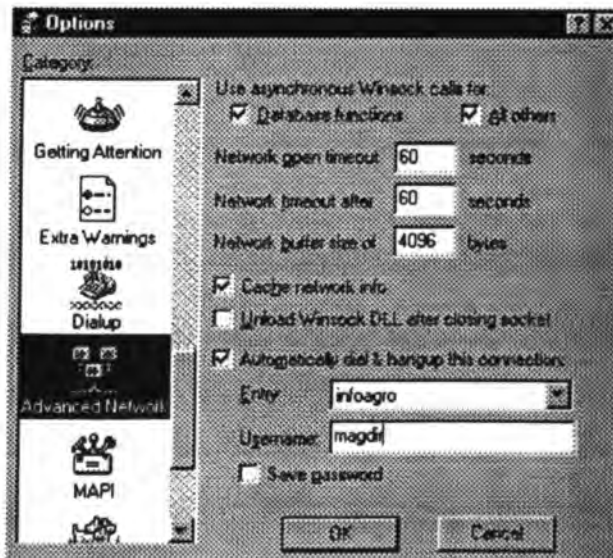 Options
Category:
Getting Attention
Extra Warnings
10101010
Dialup
Advanced Network
MAPI
Use asynchronous Winsock calls for:
Database functions All others
Network open timeout 60 seconds
Network timeout after 60 seconds
Network buffer size of 4096 bytes
Cache network info
Unload Winsock DLL after closing socket
Automatically dial & hangup this connection:
Entry: infoagro
Username: magdir
Save password
OK Cancel